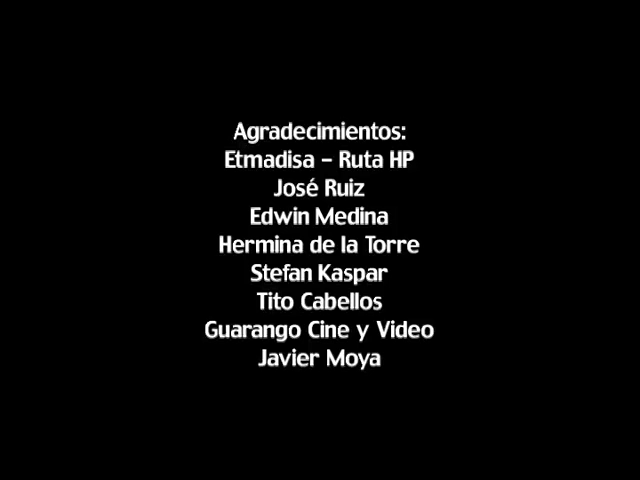 Agradecimientos:
Etmadisa – Ruta HP
José Ruiz
Edwin Medina
Hermina de la Torre
Stefan Kaspar
Tito Cabellos
Guarango Cine y Video
Javier Moya